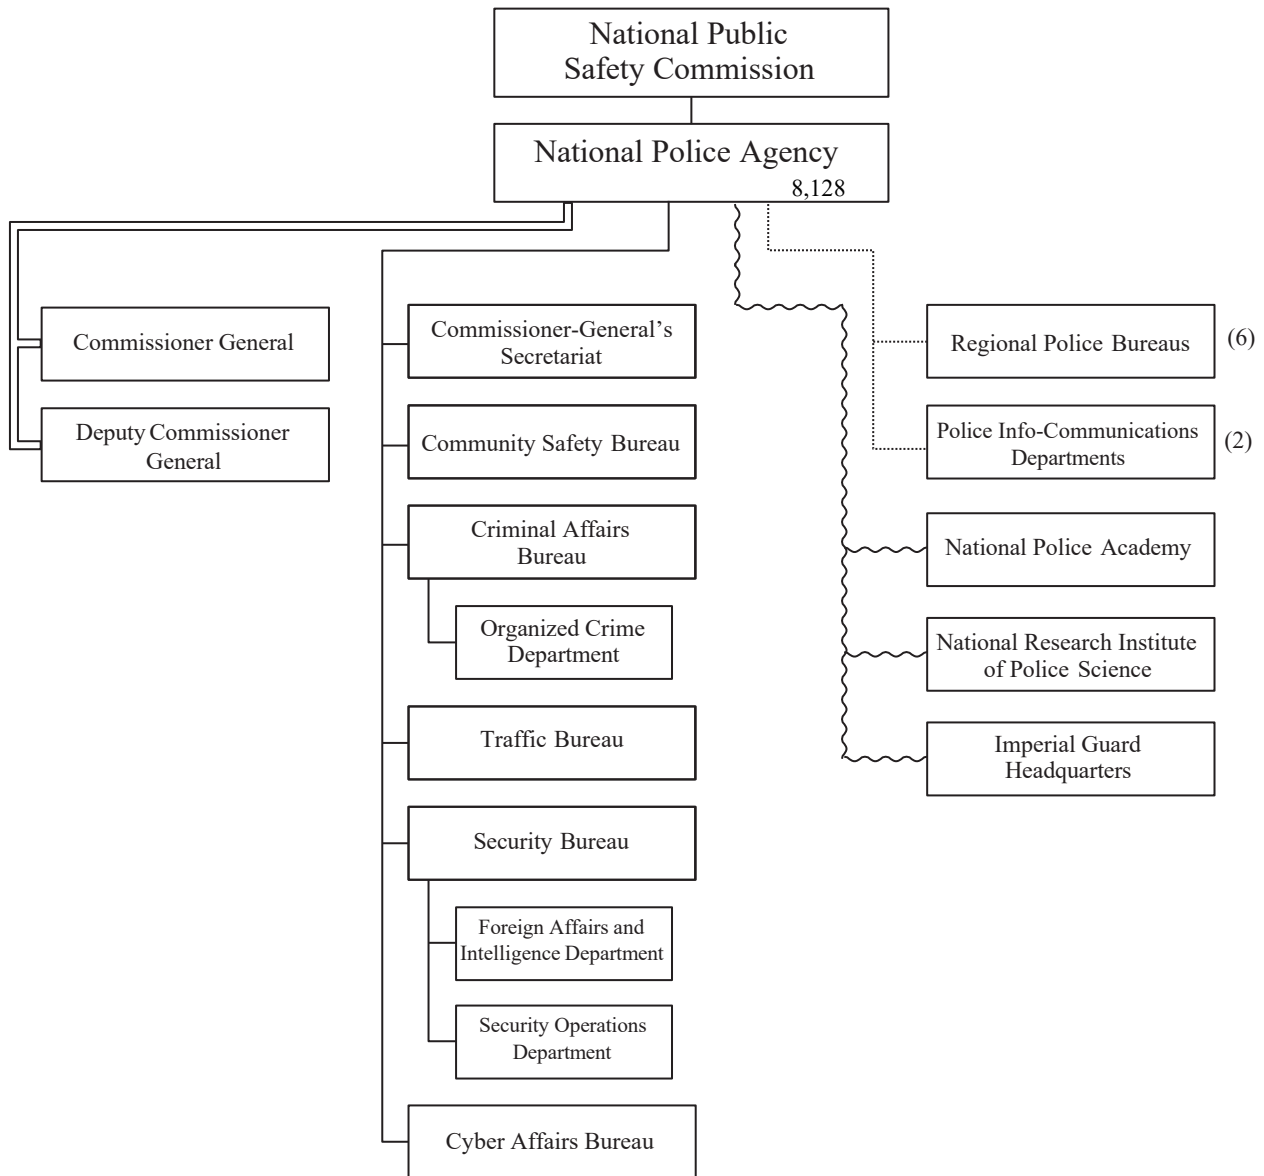 National Public
Safety Commission
National Police Agency
8,128
Commissioner General
Deputy Commissioner
General
Commissioner-General’s
Secretariat
Community Safety Bureau
Criminal Affairs
Bureau
Organized Crime
Department
Traffic Bureau
Security Bureau
Foreign Affairs and
Intelligence Department
Security Operations
Department
Cyber Affairs Bureau
Regional Police Bureaus
(6)
Police Info-Communications
Departments
(2)
National Police Academy
National Research Institute
of Police Science
Imperial Guard
Headquarters